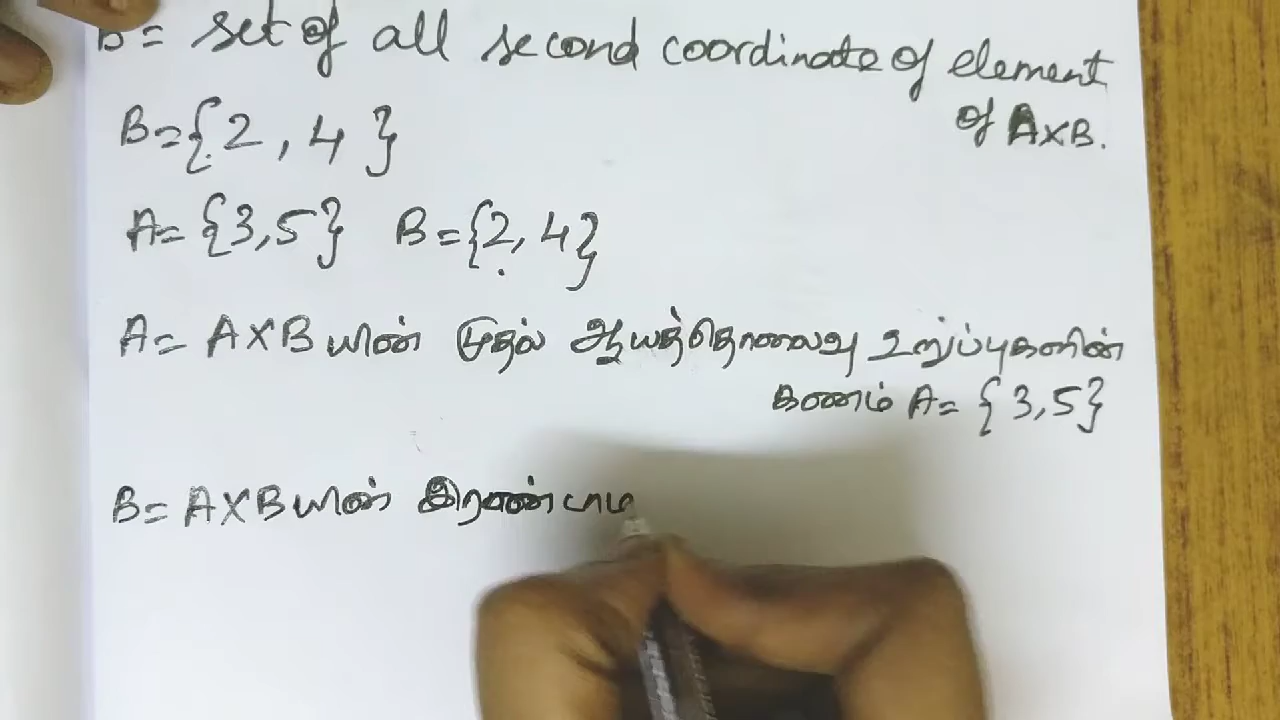 B = set of all second coordinate of element
of A×B.
B={2, 4}
A= {3,5} B={2, 4}
A= A×B யின் முதல் ஆயத்தொலைவு உறுப்புகளின்
கணம் A= {3,5}
B= A×B யின் இரண்டாம